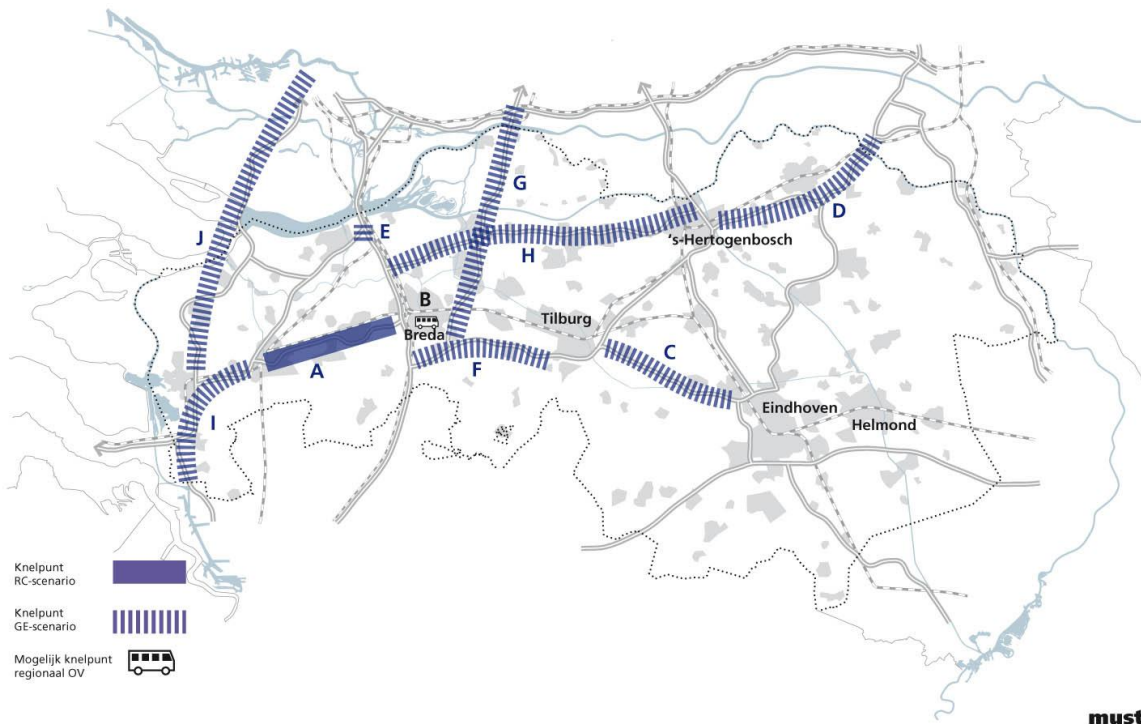 G
D
J
E
's-Hertogenbosch
H
B
Tilburg
Breda
C
A
F
Eindhoven
I
Helmond
Knelpunt
RC-scenario
Knelpunt
GE-scenario
Mogelijk knelpunt
regionaal OV
must